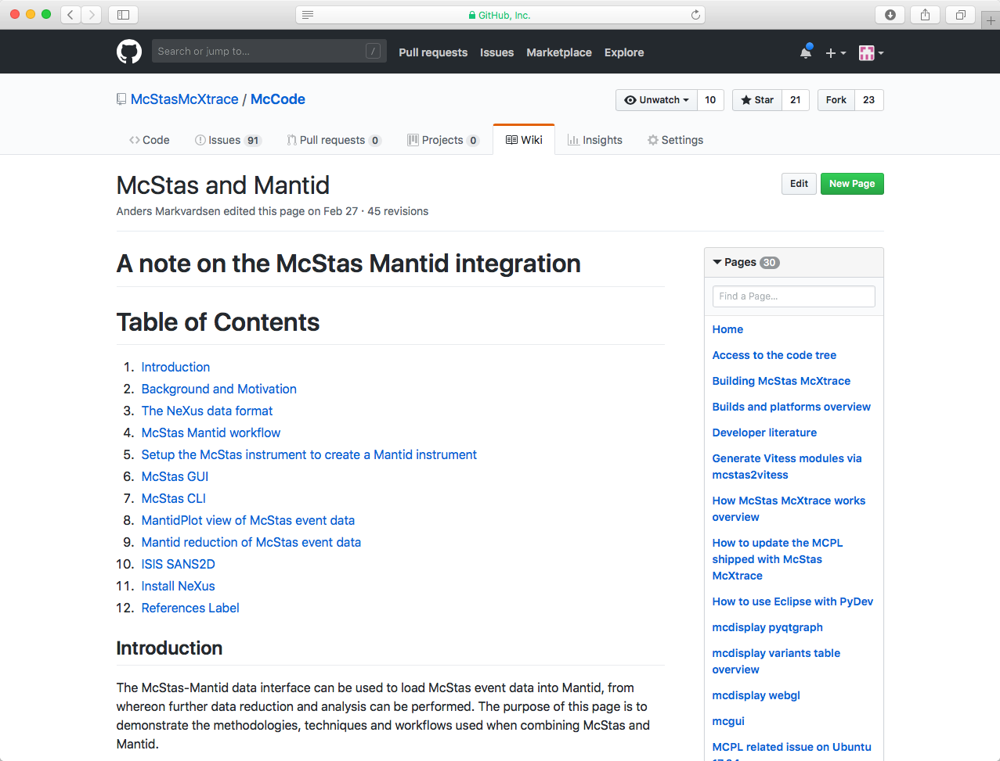 GitHub, Inc.
Search or jump to... /
Pull requests Issues Marketplace Explore
McStasMcXtrace / McCode
Unwatch 10 Star 21 Fork 23
Code Issues 91 Pull requests 0 Projects 0 Wiki Insights Settings
McStas and Mantid
Edit New Page
Anders Markvardsen edited this page on Feb 27 · 45 revisions
A note on the McStas Mantid integration
Table of Contents
1. Introduction
2. Background and Motivation
3. The NeXus data format
4. McStas Mantid workflow
5. Setup the McStas instrument to create a Mantid instrument
6. McStas GUI
7. McStas CLI
8. MantidPlot view of McStas event data
9. Mantid reduction of McStas event data
10. ISIS SANS2D
11. Install NeXus
12. References Label
Introduction
The McStas-Mantid data interface can be used to load McStas event data into Mantid, from
whereon further data reduction and analysis can be performed. The purpose of this page is to
demonstrate the methodologies, techniques and workflows used when combining McStas and
Mantid.
Pages 30
Find a Page...
Home
Access to the code tree
Building McStas McXtrace
Builds and platforms overview
Developer literature
Generate Vitess modules via
mcstas2vitess
How McStas McXtrace works
overview
How to update the MCPL
shipped with McStas
McXtrace
How to use Eclipse with PyDev
mcdisplay pyqtgraph
mcdisplay variants table
overview
mcdisplay webgl
mcgui
MCPL related issue on Ubuntu